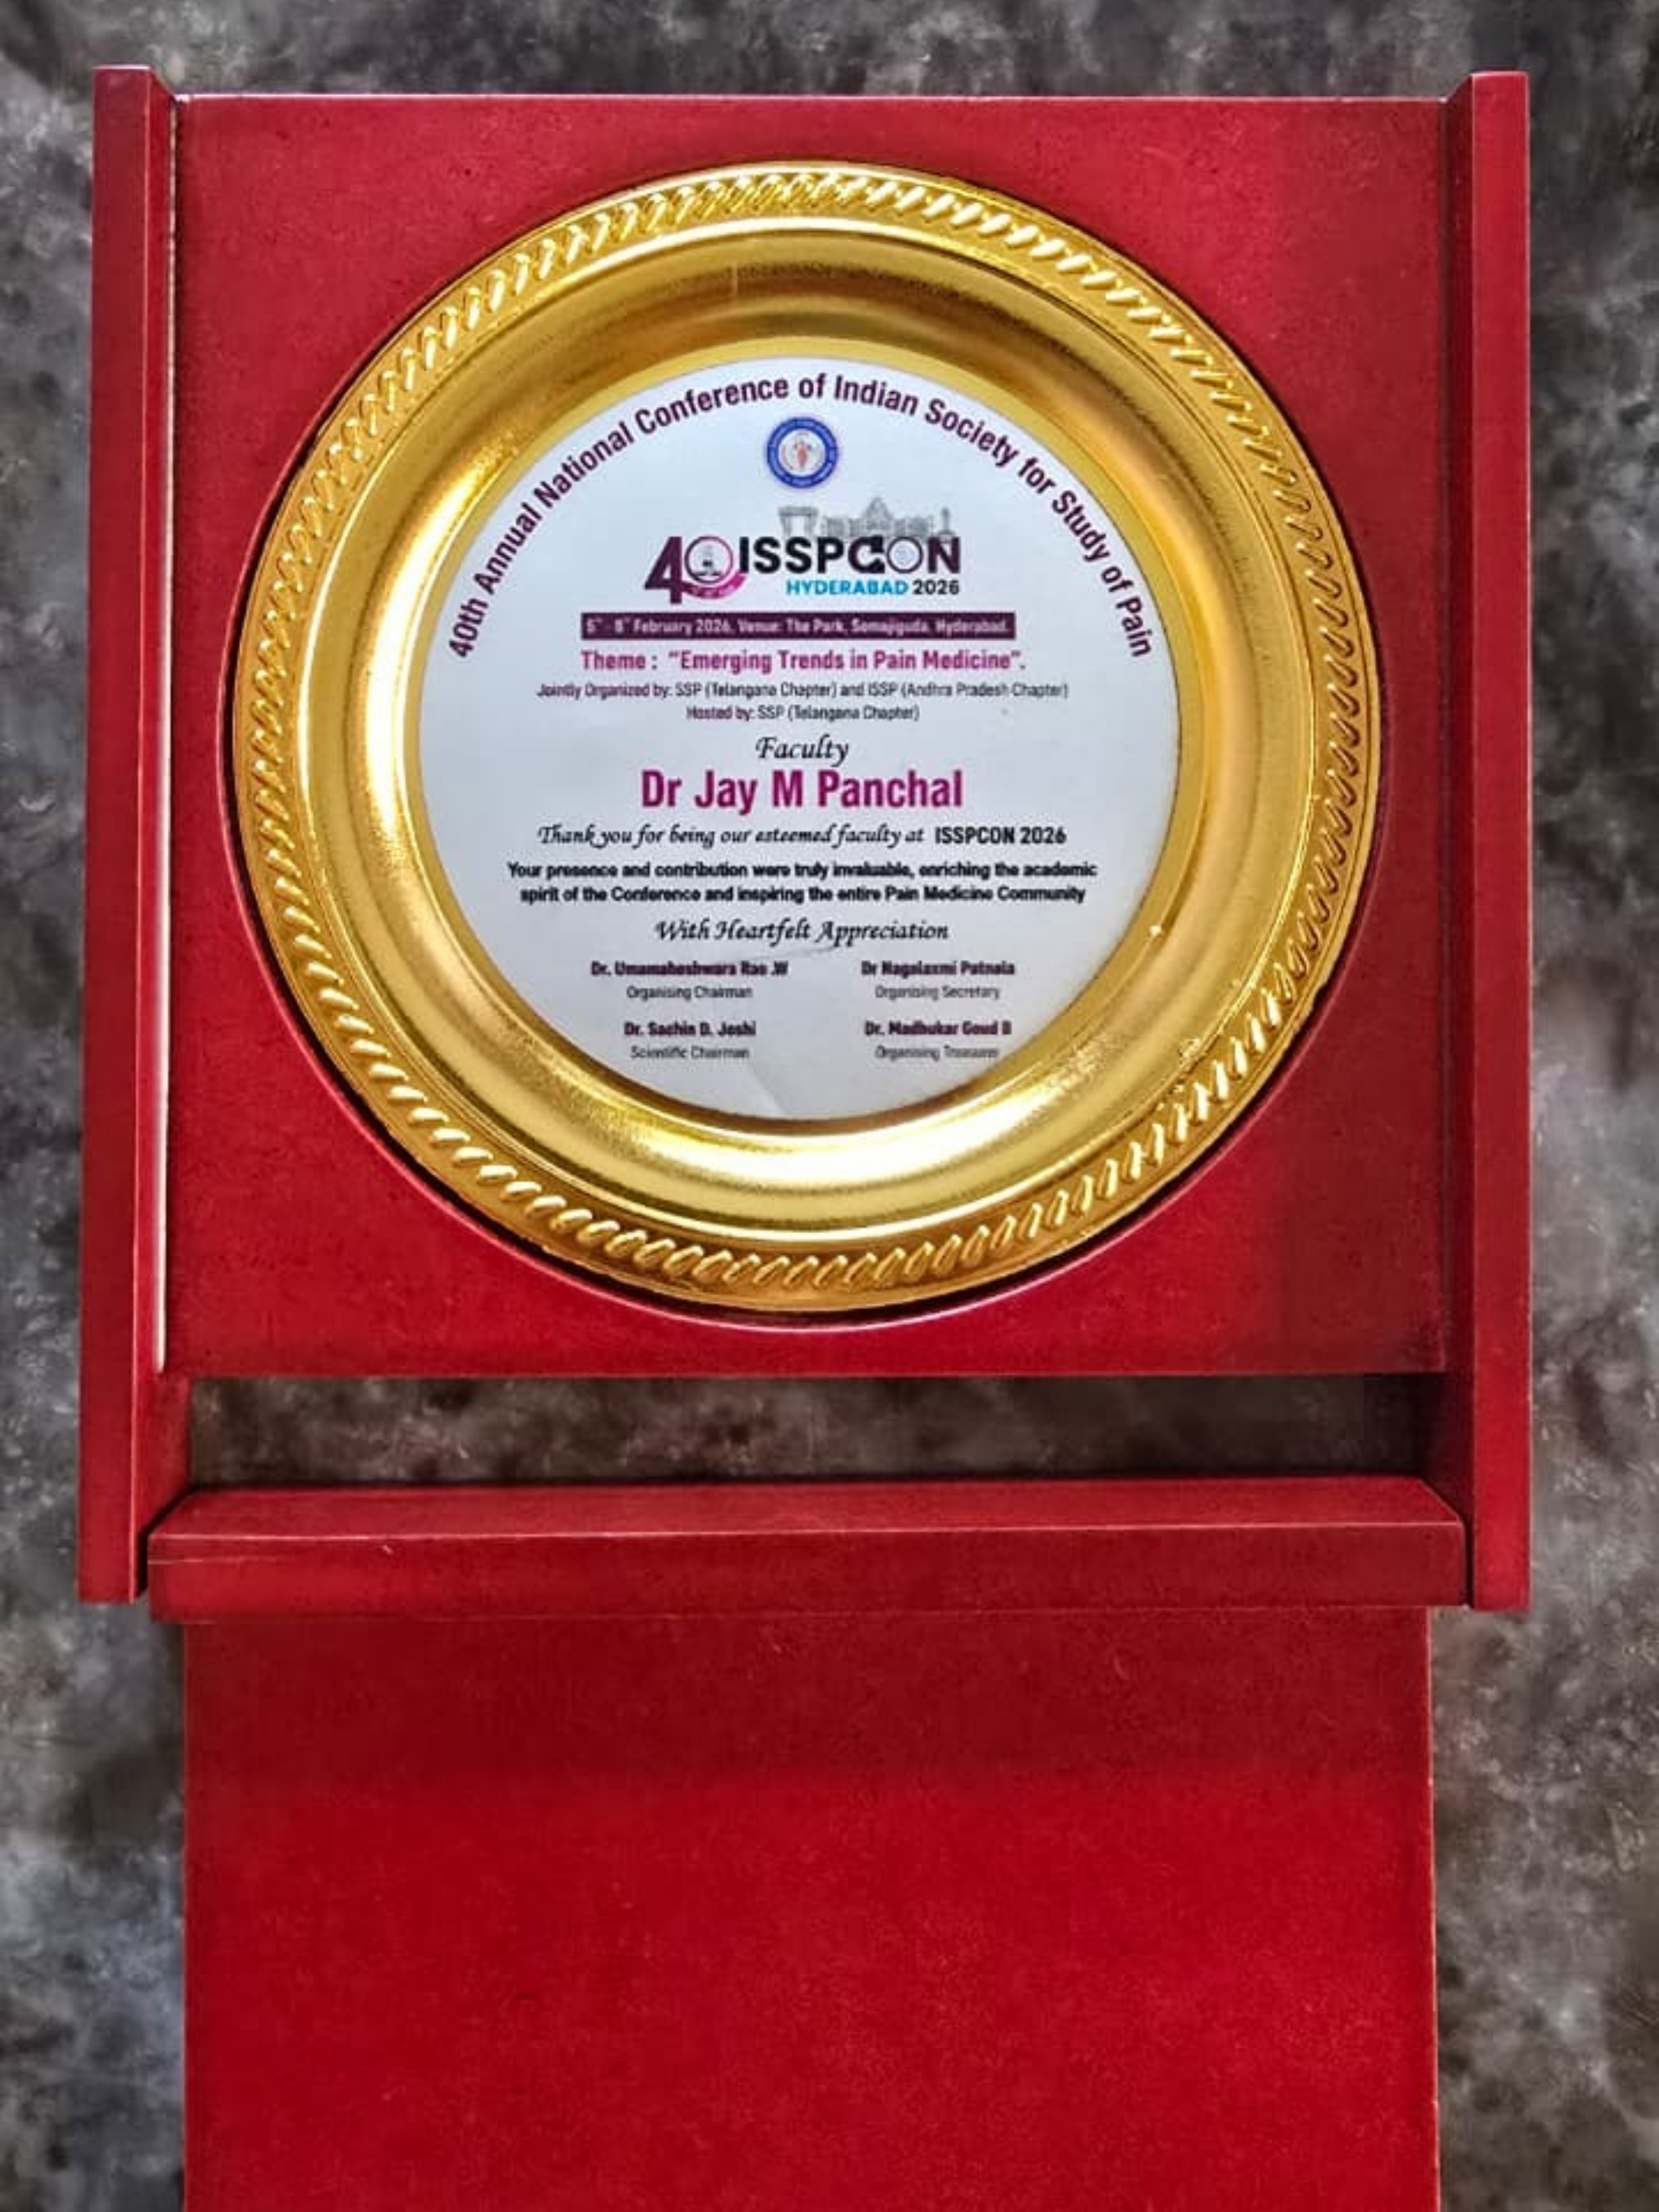 40th Annual National Conference of Indian Society for Study of Pain
40 ISSPCON
HYDERABAD 2026
February 2026, Venue: The Park, Somajiguda, Hyderabad.
Theme : "Emerging Trends in Pain Medicine".
Jointly Organized by: SSP (Telangana Chapter) and ISSP (Andhra Pradesh Chapter)
Hosted by: SSP (Telangana Chapter)
Faculty
Dr Jay M Panchal
Thank you for being our esteemed faculty at ISSPCON 2026
Your presence and contribution were truly invaluable, enriching the academic
spirit of the Conference and inspiring the entire Pain Medicine Community
With Heartfelt Appreciation
Dr. Umamaheshwara Rao .W
Organising Chairman
Dr Nagalaxmi
Organising Secretary
Dr. Sachin D. Joshi
Scientific Chairman
Dr. Madhukar Goud B
Organising Treasurer